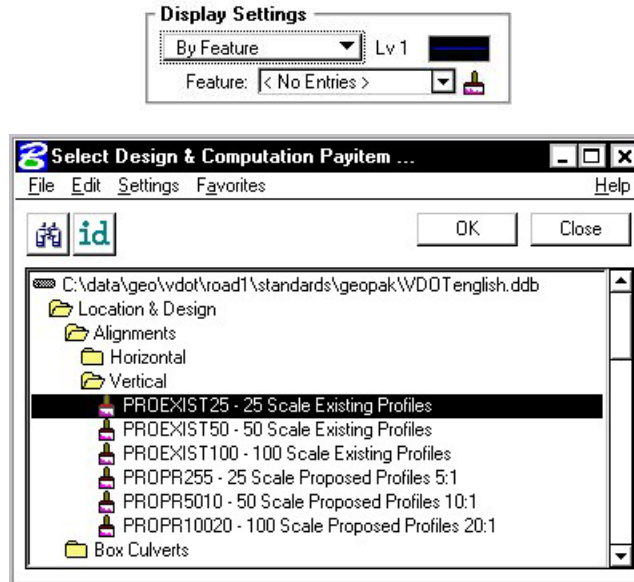 Display Settings
By Feature Lv 1
Feature: < No Entries >
Select Design & Computation Payitem ...
File Edit Settings Favorites Help
id OK Close
C:\data\geo\vdot\road1\standards\geopak\VDOTenglish.ddb
Location & Design
Alignments
Horizontal
Vertical
PROEXIST25 - 25 Scale Existing Profiles
PROEXIST50 - 50 Scale Existing Profiles
PROEXIST100 - 100 Scale Existing Profiles
PROPR255 - 25 Scale Proposed Profiles 5:1
PROPR5010 - 50 Scale Proposed Profiles 10:1
PROPR10020 - 100 Scale Proposed Profiles 20:1
Box Culverts